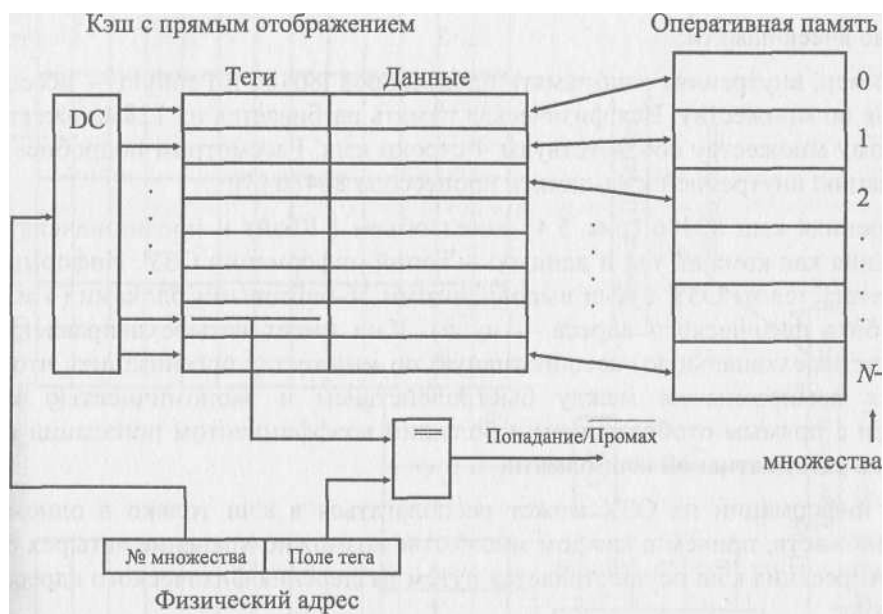 Кэш с прямым отображением
Оперативная память
Теги
Данные
DC
0
1
2
N–
Попадание/Промах
множества
№ множества
Поле тэга
Физический адрес